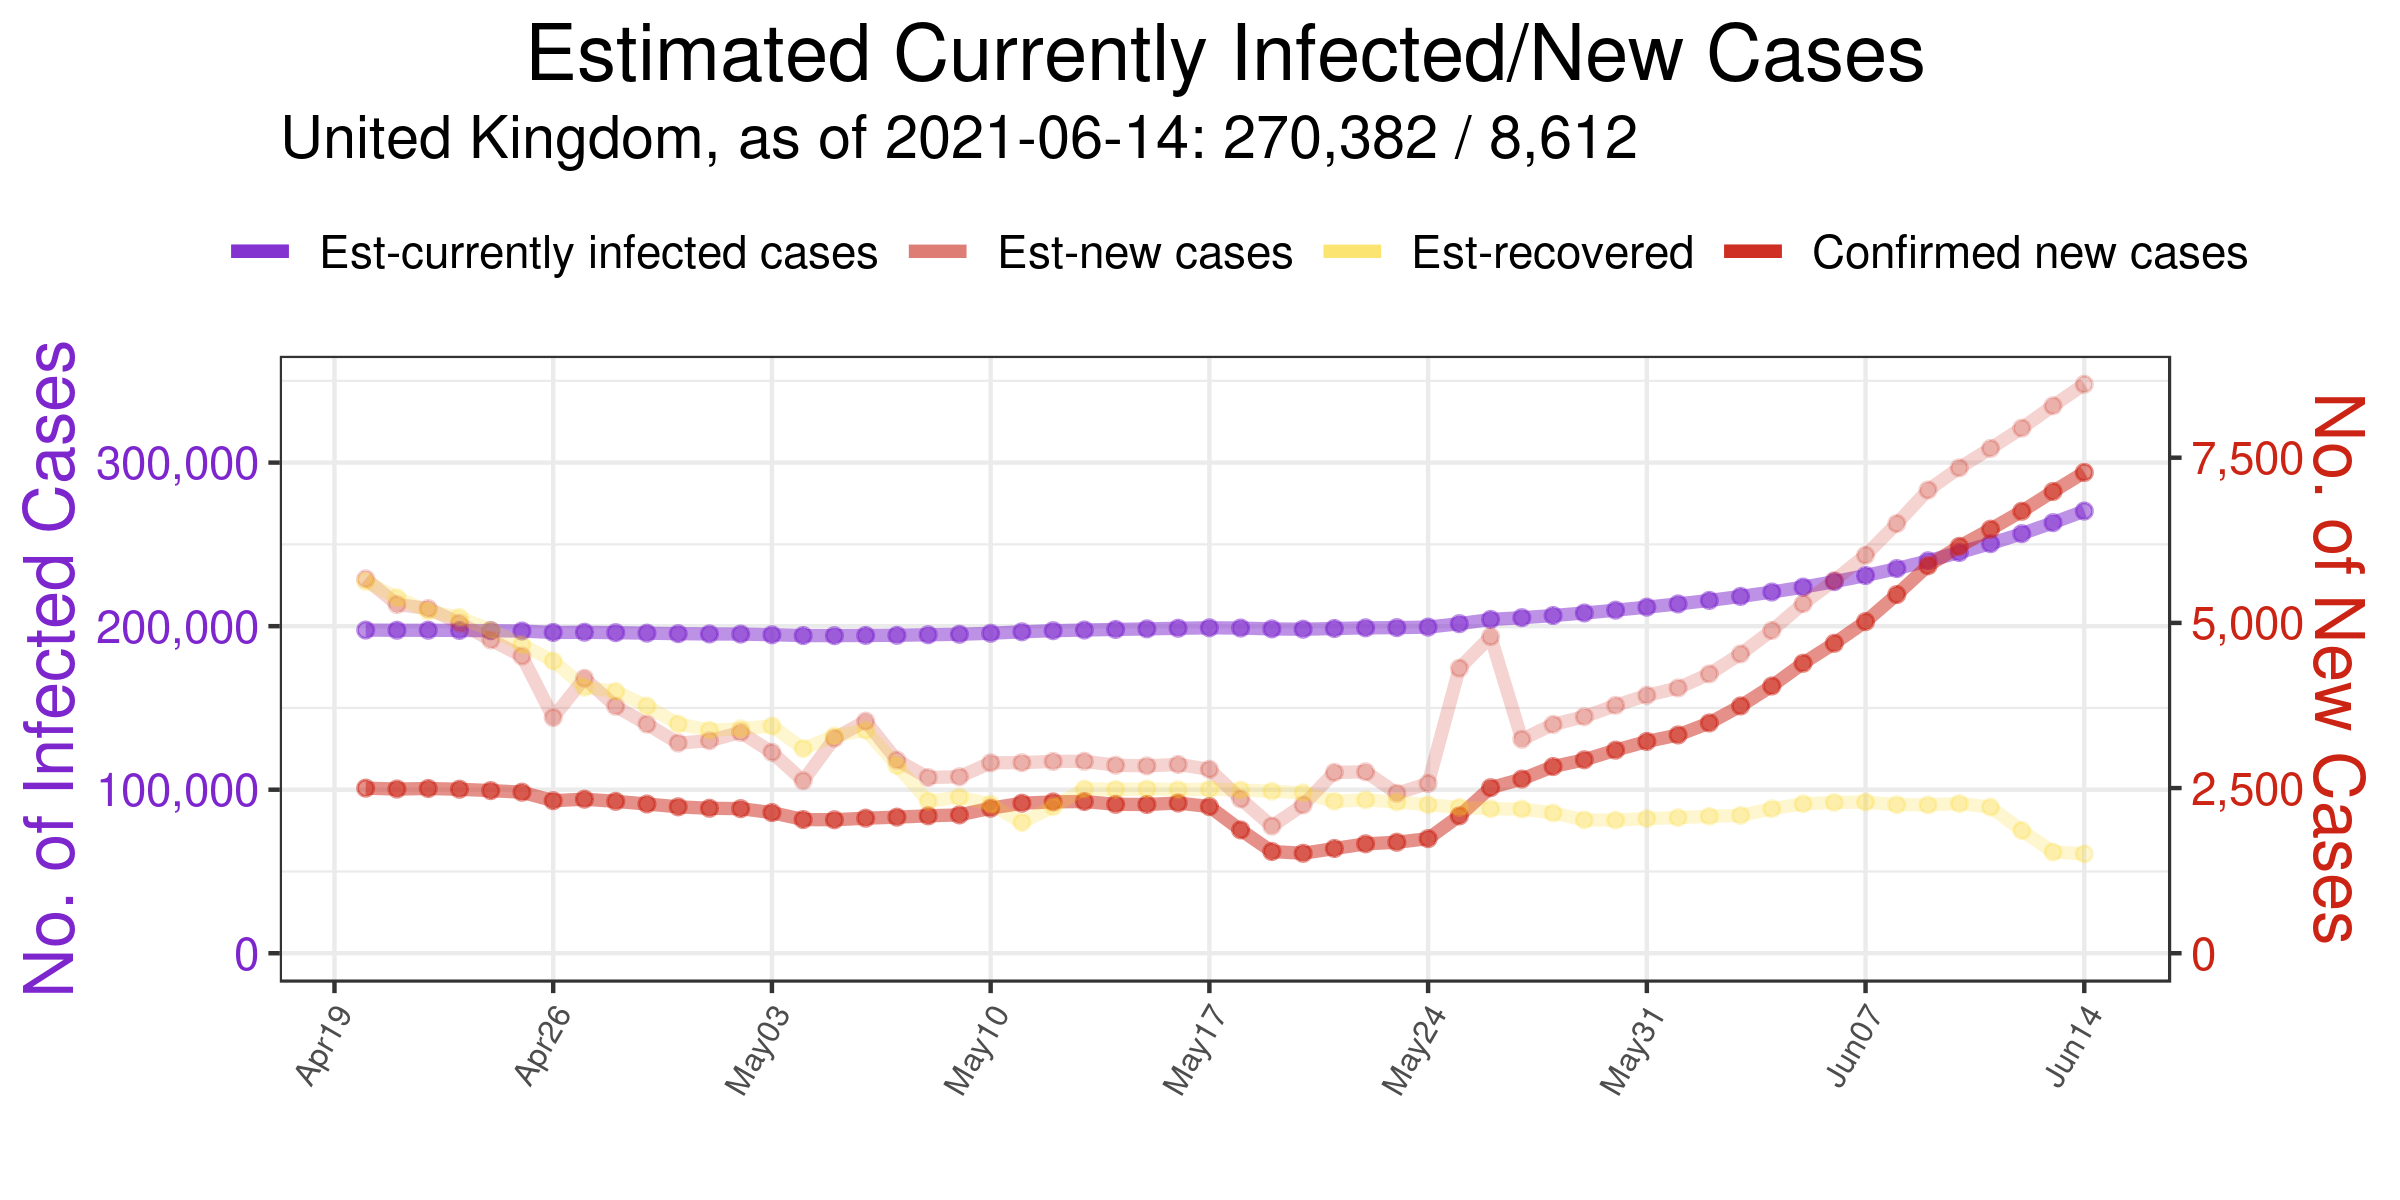 Estimated Currently Infected/New Cases
United Kingdom, as of 2021-06-14: 270,382 / 8,612
Est-currently infected cases Est-new cases Est-recovered Confirmed new cases
No. of Infected Cases
300,000
200,000
100,000
0
7,500
5,000
2,500
0
No. of New Cases
Apr19 Apr26 May03 May10 May17 May24 May31 Jun07 Jun14